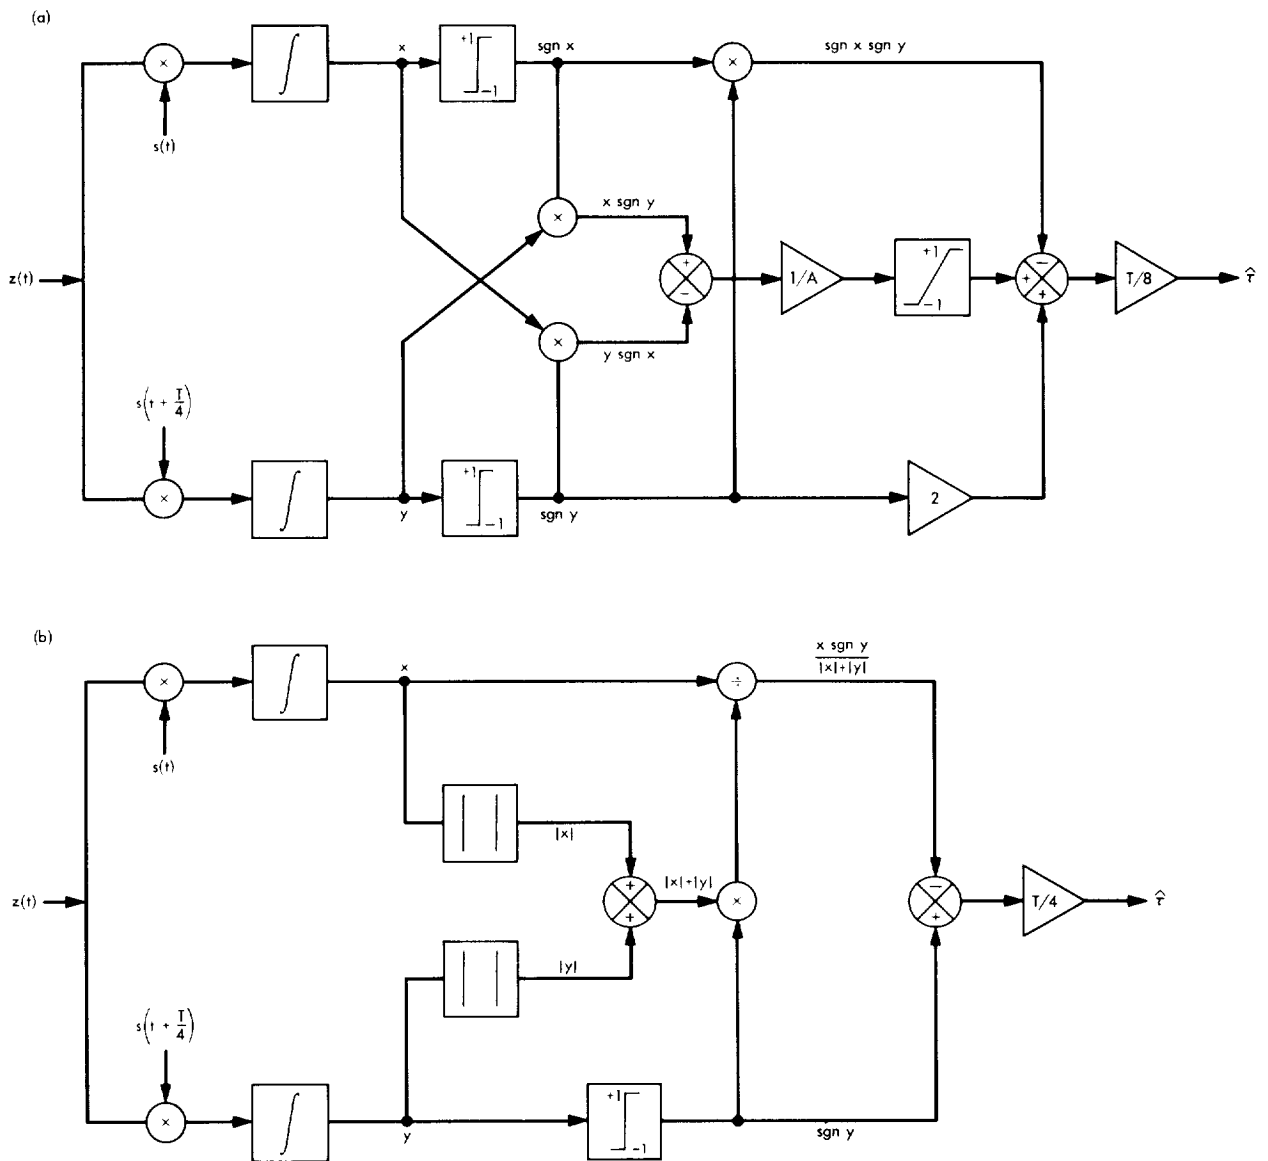 (a)
x
sgn x
sgn x sgn y
+1
-1
×
∫
×
s(t)
× x sgn y
z(t)
+
-
1/A
+1
-1
-
+
+
T/8
τ̂
× y sgn x
s(t + T/4)
×
∫
y
+1
-1
sgn y
2
(b)
x
x sgn y
|x|+|y|
×
∫
÷
s(t)
| |
|x|
z(t)
+
+
|x|+|y|
×
-
+
T/4
τ̂
| |
|y|
s(t + T/4)
×
∫
y
+1
-1
sgn y